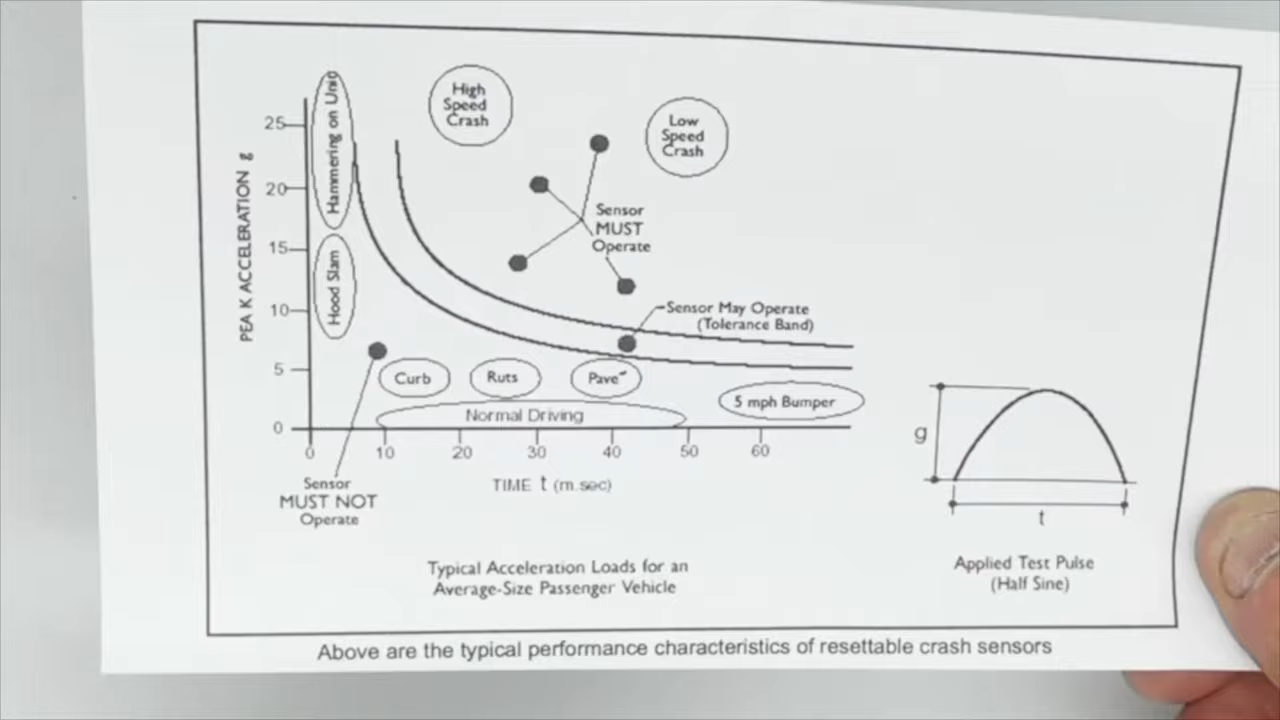 High
Speed
Crash
Low
Speed
Crash
Hammering on Unit
Hood Slam
PEAK ACCELERATION g
25
20
15
10
5
0
Sensor
MUST
Operate
Sensor May Operate
(Tolerance Band)
Curb
Ruts
Pave
5 mph Bumper
Normal Driving
0 10 20 30 40 50 60
TIME t (m.sec)
Sensor
MUST NOT
Operate
g
t
Typical Acceleration Loads for an
Average-Size Passenger Vehicle
Applied Test Pulse
(Half Sine)
Above are the typical performance characteristics of resettable crash sensors